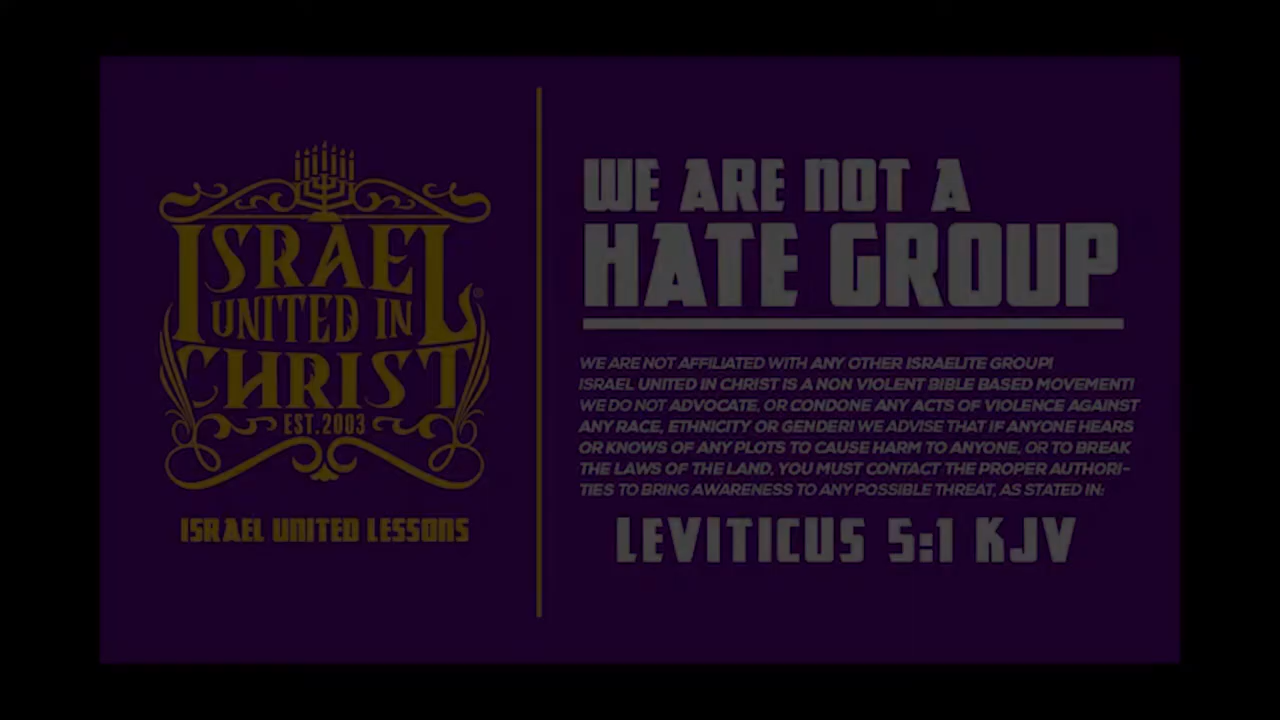 ISRAEL
UNITED IN
CHRIST®
EST.2003
ISRAEL UNITED LESSONS
WE ARE NOT A
HATE GROUP
WE ARE NOT AFFILIATED WITH ANY OTHER ISRAELITE GROUP!
ISRAEL UNITED IN CHRIST IS A NON VIOLENT BIBLE BASED MOVEMENT!
WE DO NOT ADVOCATE, OR CONDONE ANY ACTS OF VIOLENCE AGAINST
ANY RACE, ETHNICITY OR GENDER! WE ADVISE THAT IF ANYONE HEARS
OR KNOWS OF ANY PLOTS TO CAUSE HARM TO ANYONE, OR TO BREAK
THE LAWS OF THE LAND, YOU MUST CONTACT THE PROPER AUTHORI-
TIES TO BRING AWARENESS TO ANY POSSIBLE THREAT, AS STATED IN:
LEVITICUS 5:1 KJV